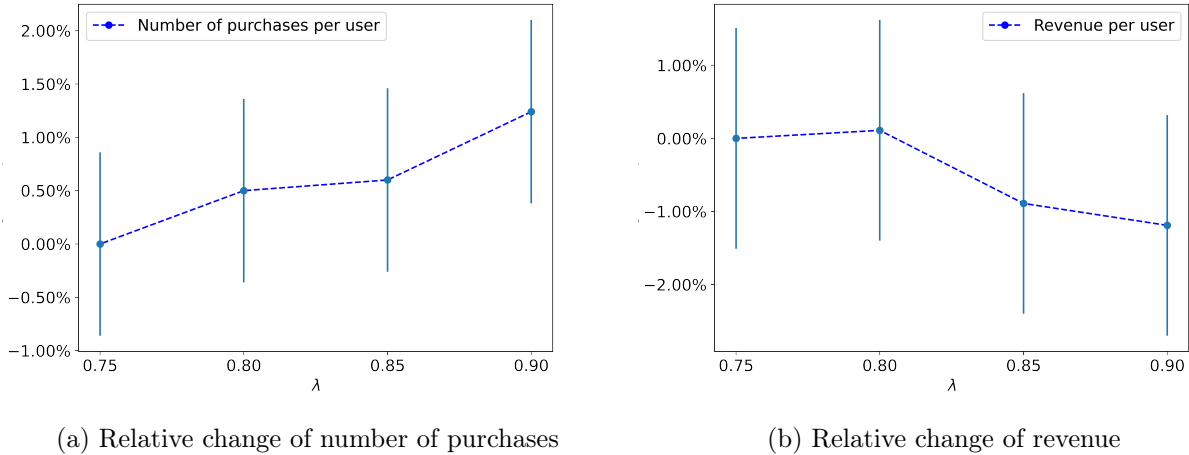 Number of purchases per user
2.00%
1.50%
1.00%
0.50%
0.00%
−0.50%
−1.00%
0.75 0.80 0.85 0.90
λ
(a) Relative change of number of purchases
Revenue per user
1.00%
0.00%
−1.00%
−2.00%
0.75 0.80 0.85 0.90
λ
(b) Relative change of revenue